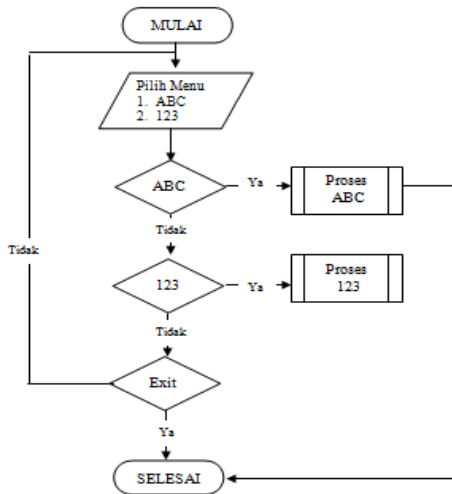 MULAI
Pilih Menu
1. ABC
2. 123
ABC
Ya
Proses
ABC
Tidak
Tidak
123
Ya
Proses
123
Tidak
Exit
Ya
SELESAI